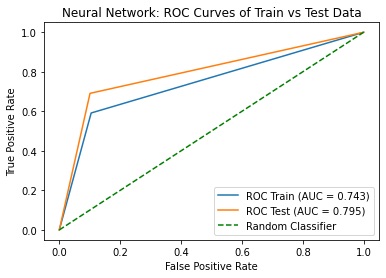 Neural Network: ROC Curves of Train vs Test Data
True Positive Rate
1.0
0.8
0.6
0.4
0.2
0.0
ROC Train (AUC = 0.743)
ROC Test (AUC = 0.795)
Random Classifier
0.0 0.2 0.4 0.6 0.8 1.0
False Positive Rate